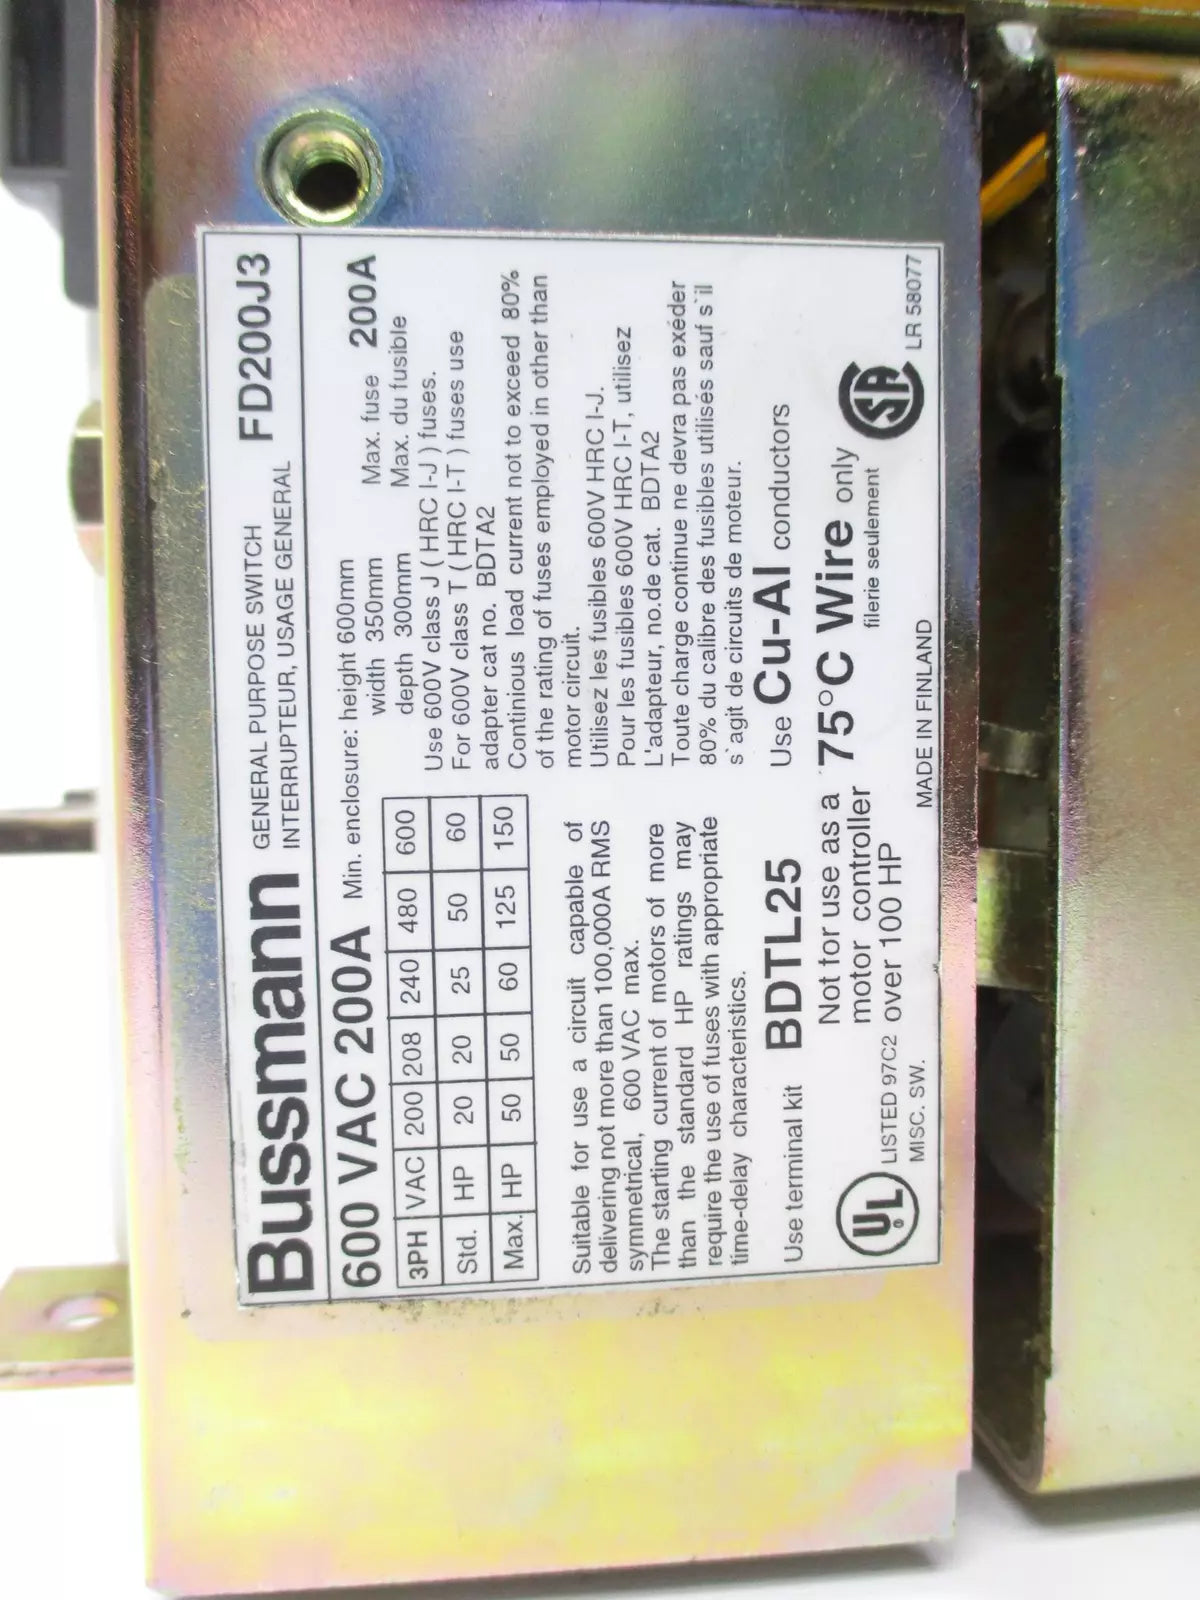 Bussmann GENERAL PURPOSE SWITCH FD200J3
INTERRUPTEUR, USAGE GENERAL
600 VAC 200A Min. enclosure: height 600mm Max. fuse 200A
width 350mm Max. du fusible
depth 300mm
3PH VAC 200 208 240 480 600
Std. HP 20 20 25 50 60
Max. HP 50 50 60 125 150
Suitable for use a circuit capable of
delivering not more than 100,000A RMS
symmetrical, 600 VAC max.
The starting current of motors of more
than the standard HP ratings may
require the use of fuses with appropriate
time-delay characteristics.
Use terminal kit BDTL25
Use 600V class J ( HRC I-J ) fuses.
For 600V class T ( HRC I-T ) fuses use
adapter cat no. BDTA2
Continious load current not to exceed 80%
of the rating of fuses employed in other than
motor circuit.
Utilisez les fusibles 600V HRC I-J.
Pour les fusibles 600V HRC I-T, utilisez
L'adapteur, no.de cat. BDTA2
Toute charge continue ne devra pas exéder
80% du calibre des fusibles utilisés sauf s`il
s`agit de circuits de moteur.
Use Cu-Al conductors
75°C Wire only
filerie seulement
Not for use as a
motor controller
over 100 HP
UL ®
LISTED 97C2
MISC. SW.
MADE IN FINLAND
SA
LR 58077